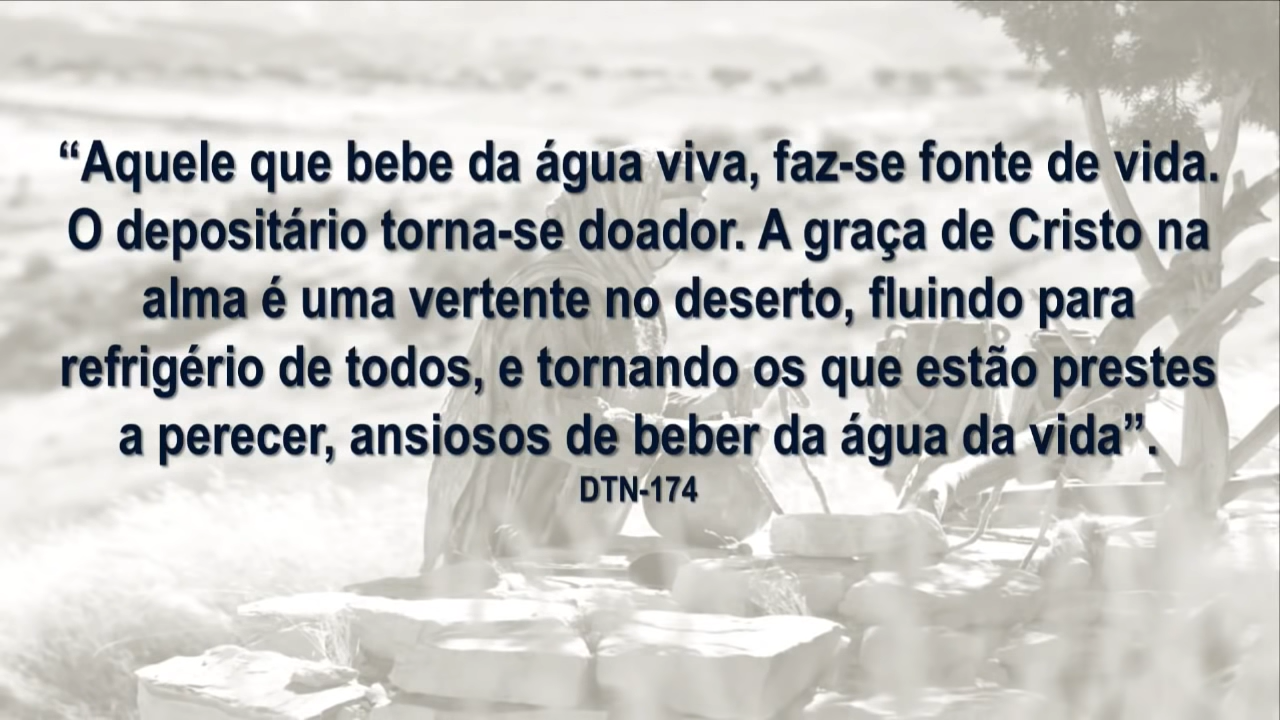 “Aquele que bebe da água viva, faz-se fonte de vida.
O depositário torna-se doador. A graça de Cristo na
alma é uma vertente no deserto, fluindo para
refrigério de todos, e tornando os que estão prestes
a perecer, ansiosos de beber da água da vida”.
DTN-174